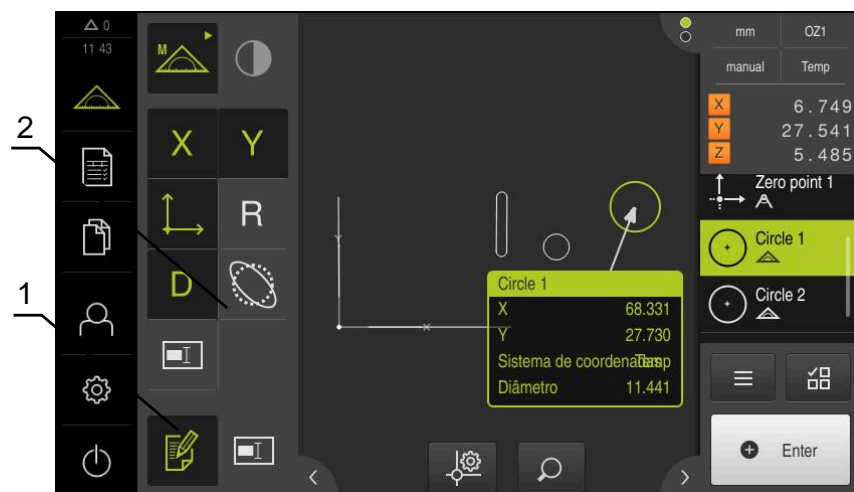 0
11 43
M
X
Y
R
D
2
1
Y
X
Circle 1
X 68.331
Y 27.730
Sistema de coordenadas Temp
Diâmetro 11.441
mm
OZ1
manual
Temp
X 6.749
Y 27.541
Z 5.485
Zero point 1
Circle 1
Circle 2
Enter